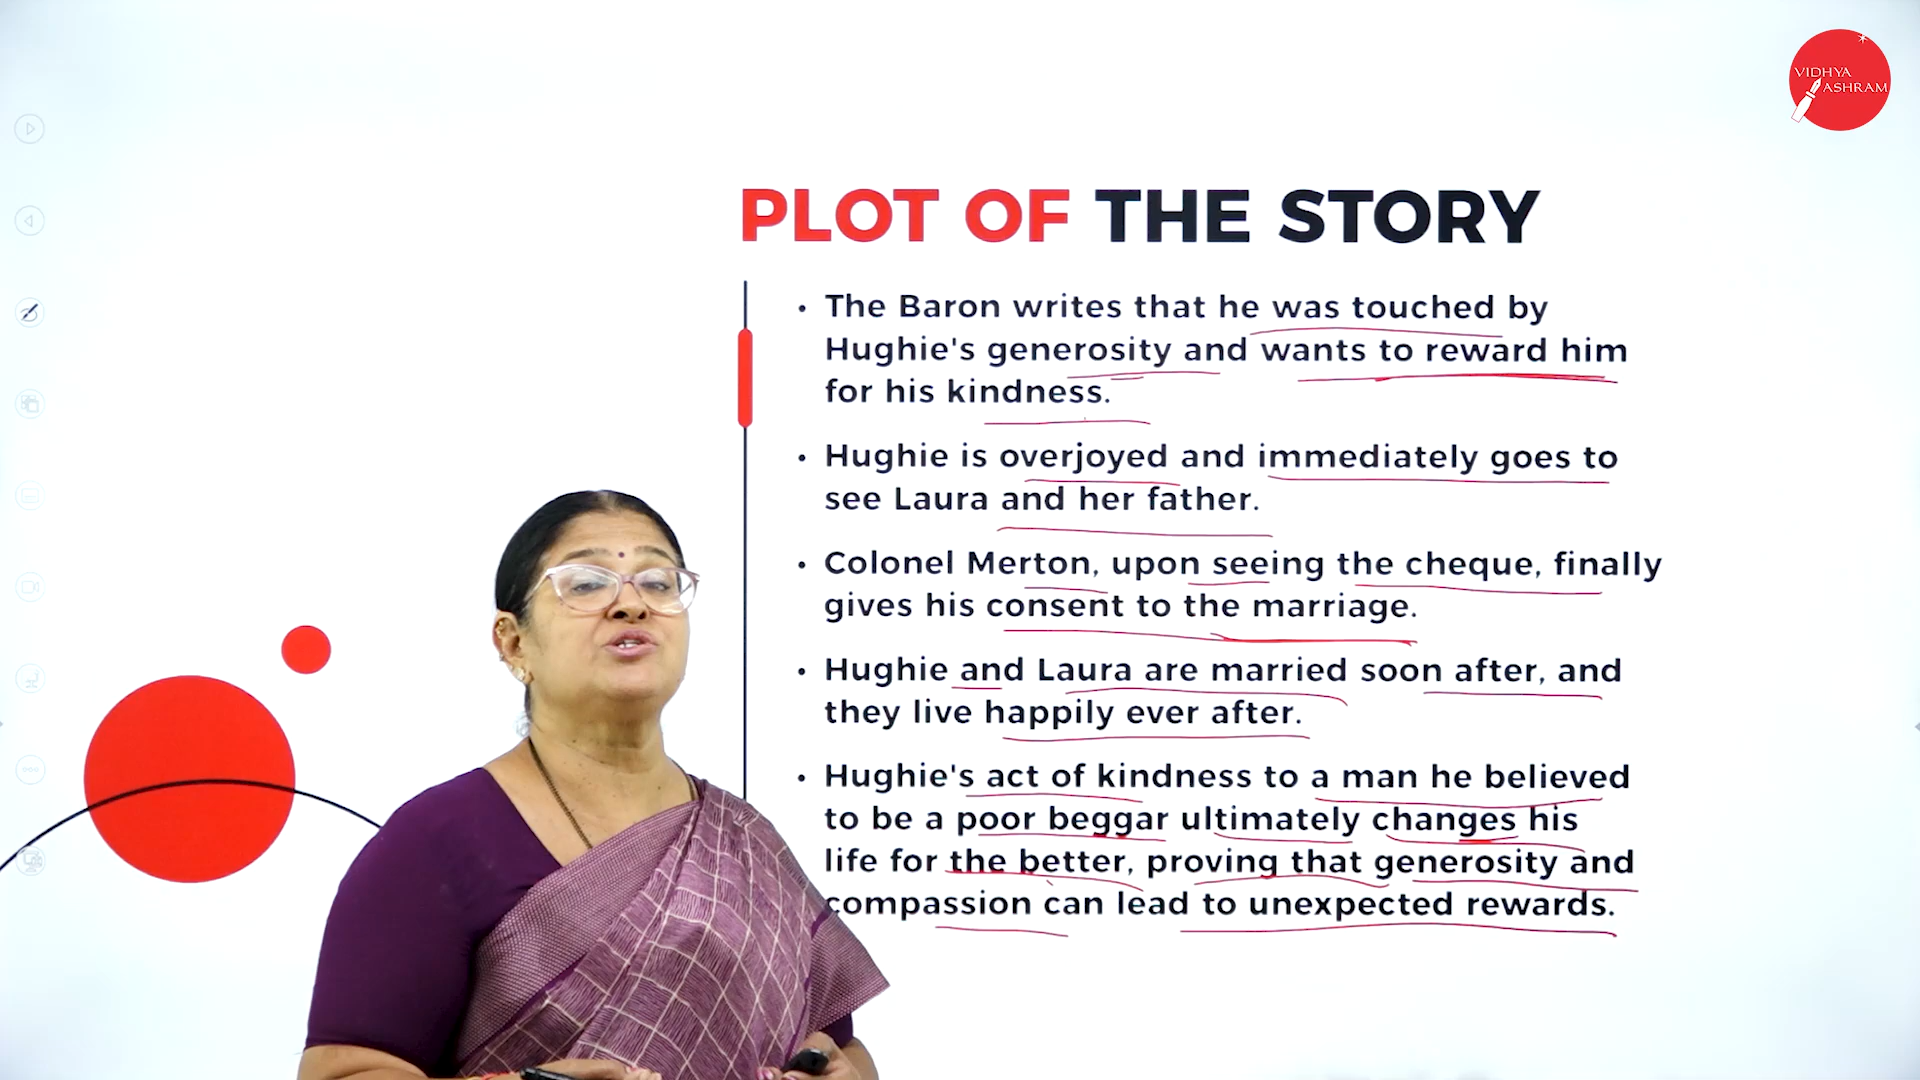 VIDHYA
ASHRAM
PLOT OF THE STORY
• The Baron writes that he was touched by
Hughie's generosity and wants to reward him
for his kindness.
• Hughie is overjoyed and immediately goes to
see Laura and her father.
• Colonel Merton, upon seeing the cheque, finally
gives his consent to the marriage.
• Hughie and Laura are married soon after, and
they live happily ever after.
• Hughie's act of kindness to a man he believed
to be a poor beggar ultimately changes his
life for the better, proving that generosity and
compassion can lead to unexpected rewards.